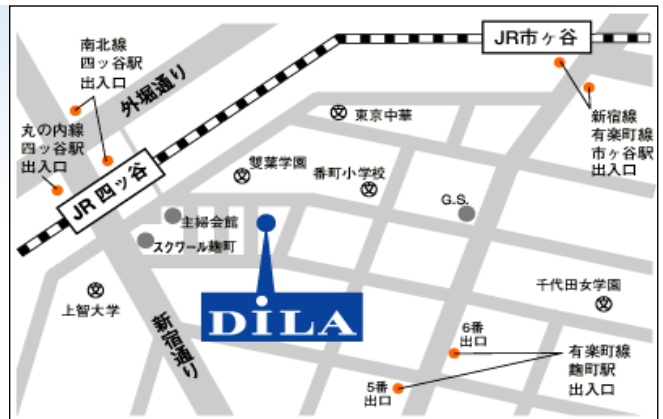 JR市ヶ谷
南北線
四ッ谷駅
出入口
外堀通り
丸の内線
四ッ谷駅
出入口
JR 四ッ谷
東京中華
新宿線
有楽町線
市ヶ谷駅
出入口
雙葉学園
番町小学校
G.S.
主婦会館
スクワール麹町
上智大学
新宿通り
DiLA
千代田女学園
6番
出口
5番
出口
有楽町線
麹町駅
出入口